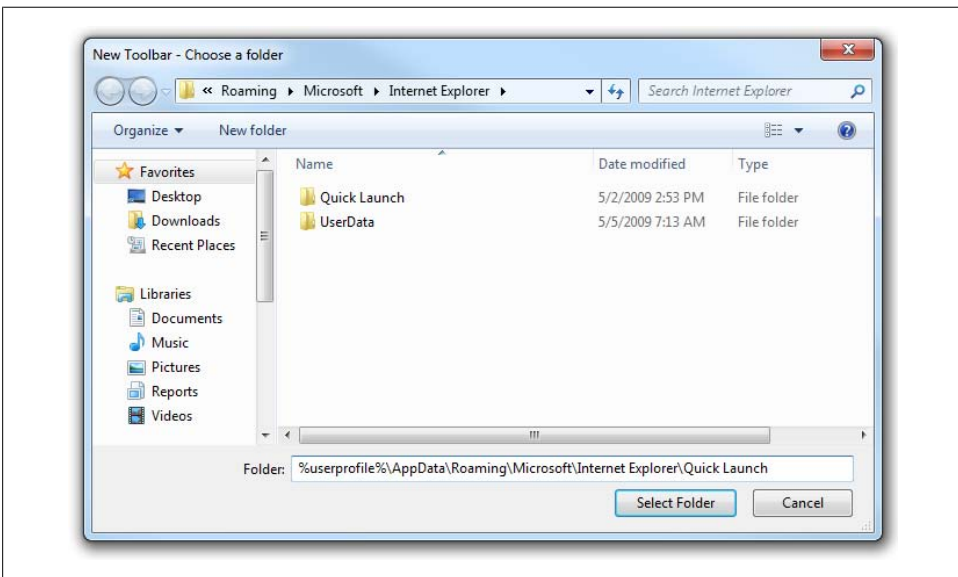 New Toolbar - Choose a folder
« Roaming ▸ Microsoft ▸ Internet Explorer ▸
Search Internet Explorer
Organize ▾ New folder
Name Date modified Type
Favorites
Desktop
Downloads
Recent Places
Libraries
Documents
Music
Pictures
Reports
Videos
Quick Launch 5/2/2009 2:53 PM File folder
UserData 5/5/2009 7:13 AM File folder
Folder: %userprofile%\AppData\Roaming\Microsoft\Internet Explorer\Quick Launch
Select Folder Cancel